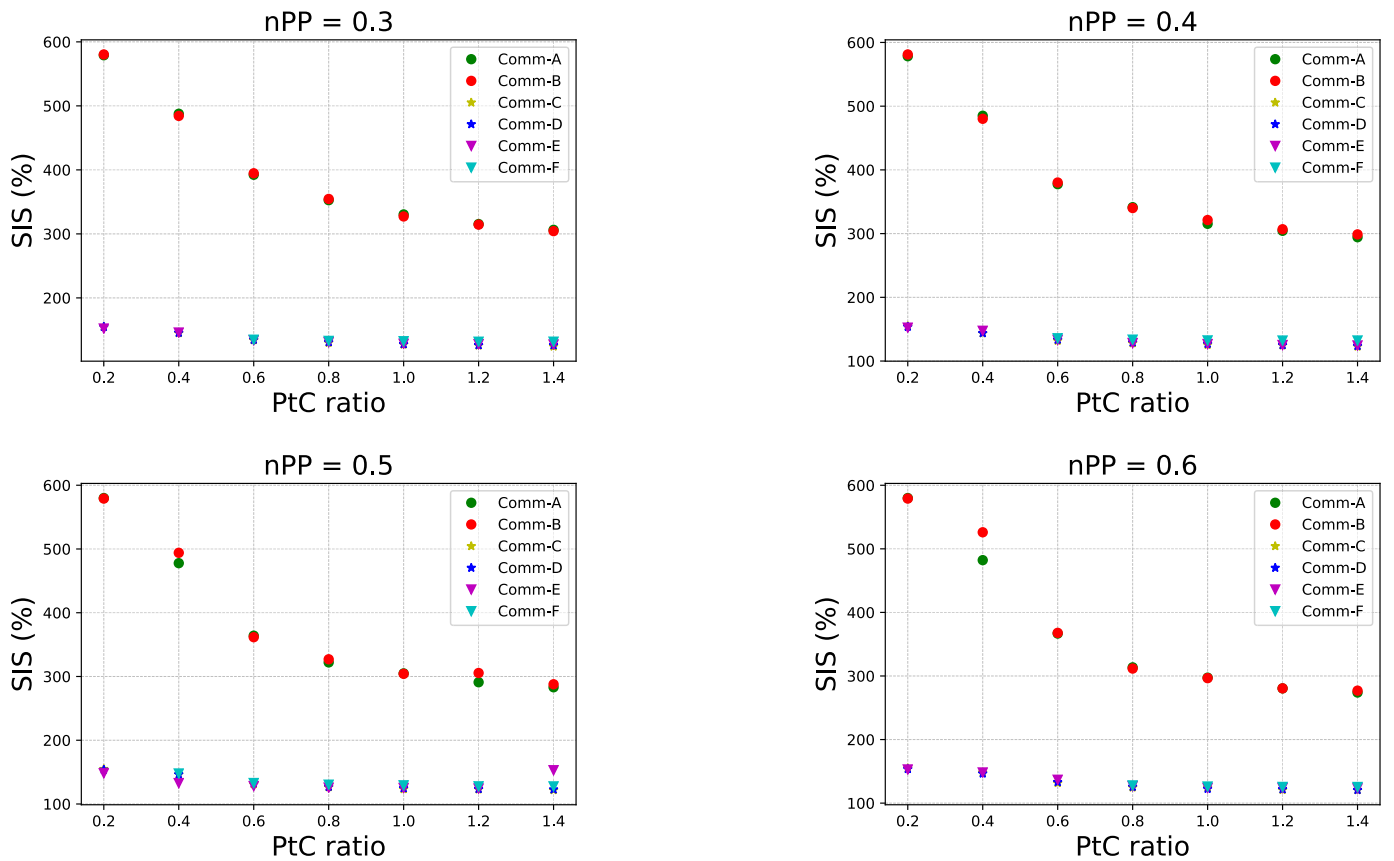 nPP = 0.3
SIS (%)
600
500
400
300
200
0.2 0.4 0.6 0.8 1.0 1.2 1.4
PtC ratio
Comm-A
Comm-B
Comm-C
Comm-D
Comm-E
Comm-F
nPP = 0.4
SIS (%)
600
500
400
300
200
100
0.2 0.4 0.6 0.8 1.0 1.2 1.4
PtC ratio
Comm-A
Comm-B
Comm-C
Comm-D
Comm-E
Comm-F
nPP = 0.5
SIS (%)
600
500
400
300
200
100
0.2 0.4 0.6 0.8 1.0 1.2 1.4
PtC ratio
Comm-A
Comm-B
Comm-C
Comm-D
Comm-E
Comm-F
nPP = 0.6
SIS (%)
600
500
400
300
200
100
0.2 0.4 0.6 0.8 1.0 1.2 1.4
PtC ratio
Comm-A
Comm-B
Comm-C
Comm-D
Comm-E
Comm-F